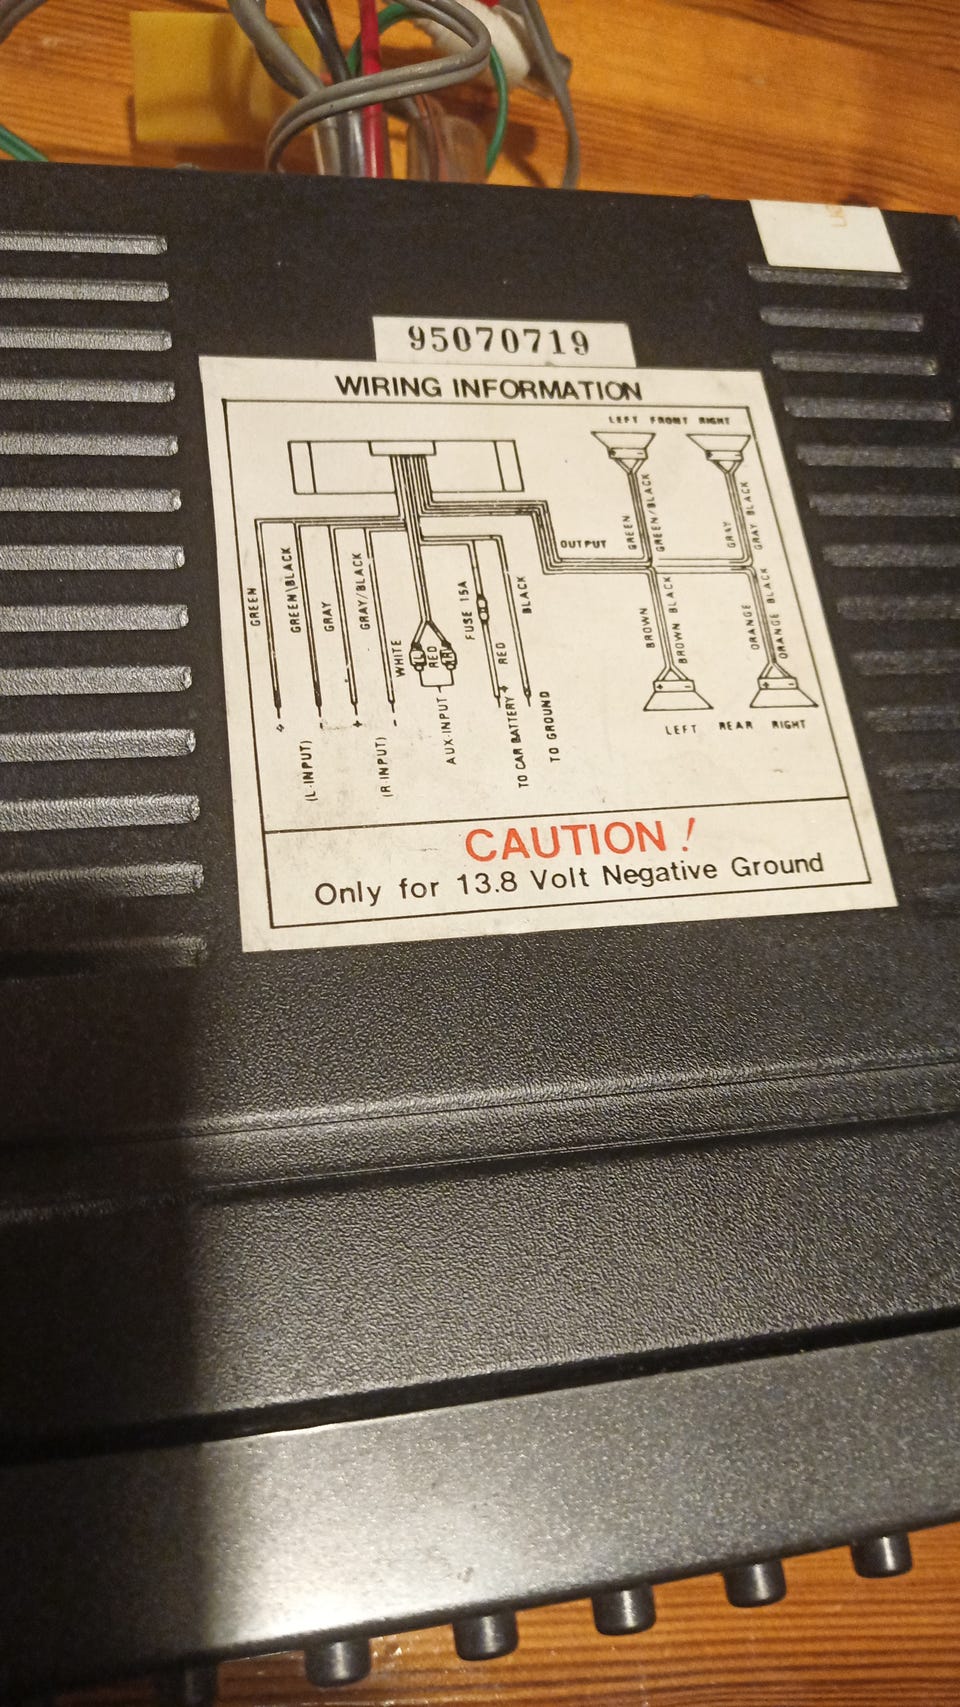 95070719
WIRING INFORMATION
LEFT FRONT RIGHT
OUTPUT
GREEN
GREEN/BLACK
GRAY
GRAY BLACK
GREEN
GREEN\BLACK
GRAY
GRAY/BLACK
WHITE
L
RED
R
FUSE 15A
RED
BLACK
BROWN
BROWN BLACK
ORANGE
ORANGE BLACK
+
-
+
-
(L-INPUT)
(R INPUT)
AUX-INPUT
TO CAR BATTERY +
TO GROUND
LEFT REAR RIGHT
CAUTION!
Only for 13.8 Volt Negative Ground